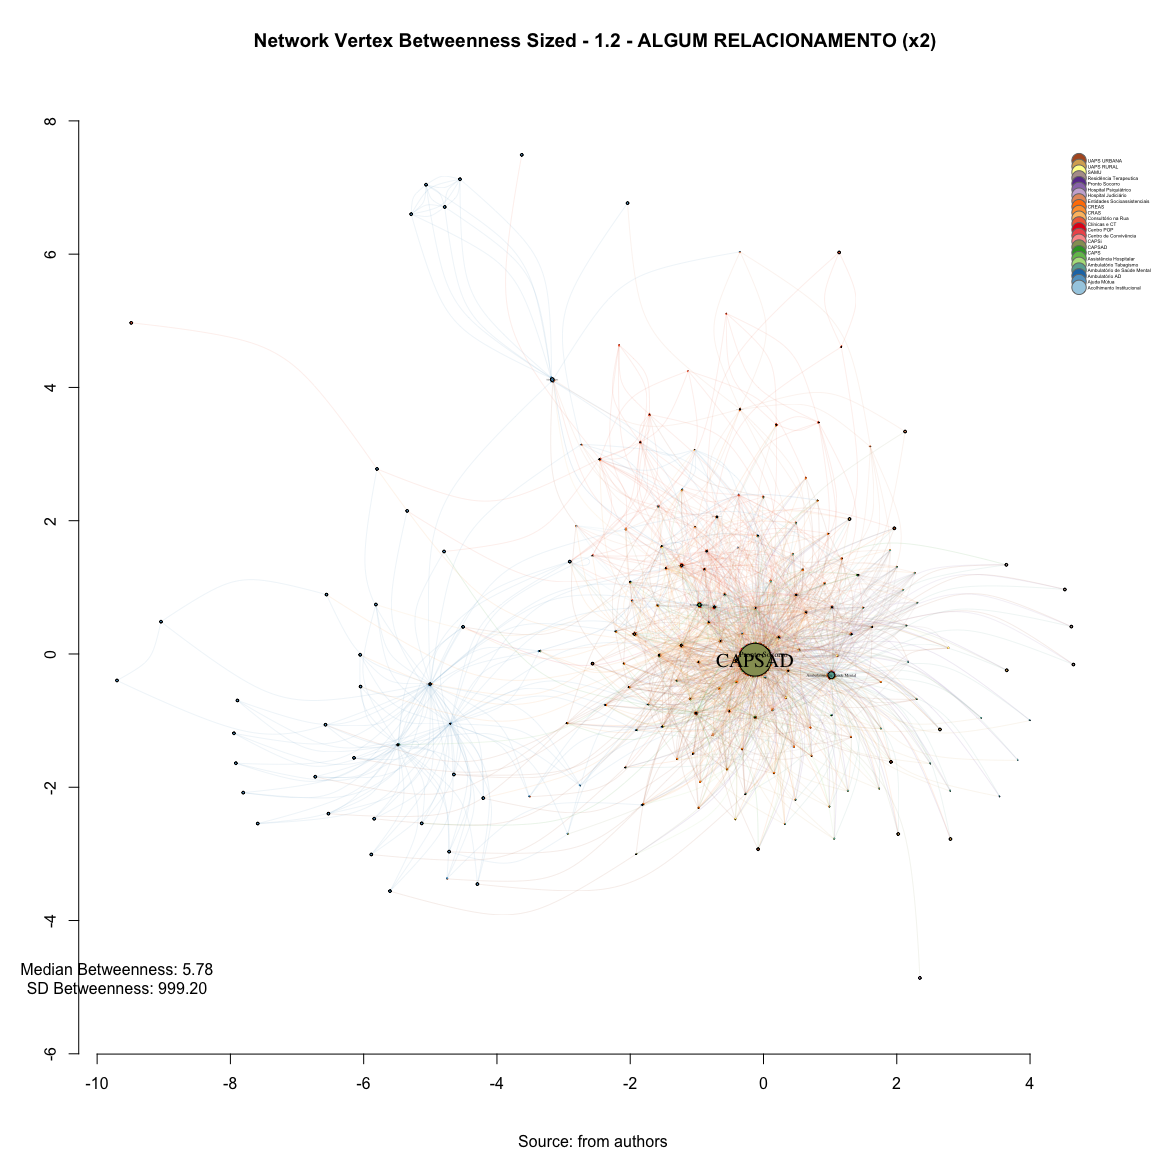 Network Vertex Betweenness Sized - 1.2 - ALGUM RELACIONAMENTO (x2)
8
6
4
2
0
-2
-4
-6
UAPS URBANA
UAPS RURAL
SAMU
Residência Terapeutica
Pronto Socorro
Hospital Psiquiátrico
Hospital Judiciário
Entidades Socioassistenciais
CREAS
CRAS
Consultório na Rua
Clínicas e CT
Centro POP
Centro de Convivência
CAPSi
CAPSAD
CAPS
Assistência Hospitalar
Ambulatório Tabagismo
Ambulatório de Saúde Mental
Ambulatório AD
Ajuda Mútua
Acolhimento Institucional
CAPSAD
Median Betweenness: 5.78
SD Betweenness: 999.20
-10
-8
-6
-4
-2
0
2
4
Source: from authors